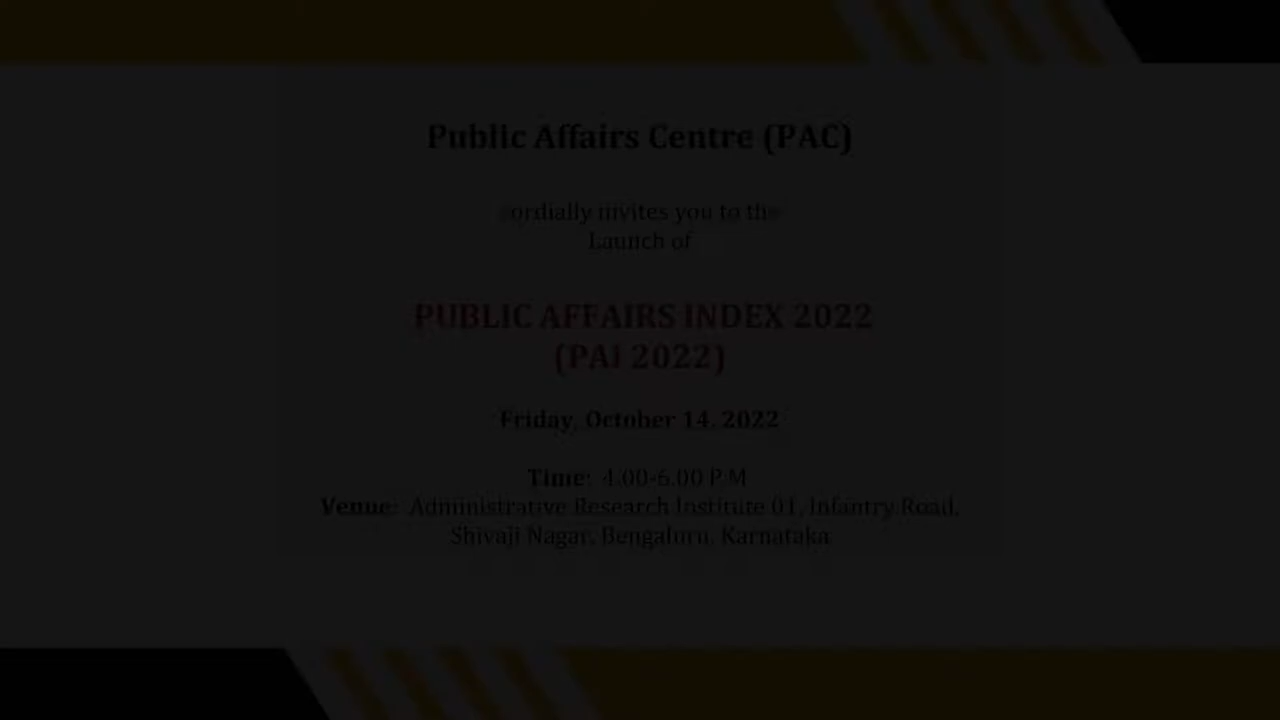 Public Affairs Centre (PAC)
cordially invites you to the
Launch of
PUBLIC AFFAIRS INDEX 2022
(PAI 2022)
Friday, October 14, 2022
Time: 4.00-6.00 P M
Venue: Administrative Research Institute 01, Infantry Road,
Shivaji Nagar, Bengaluru, Karnataka